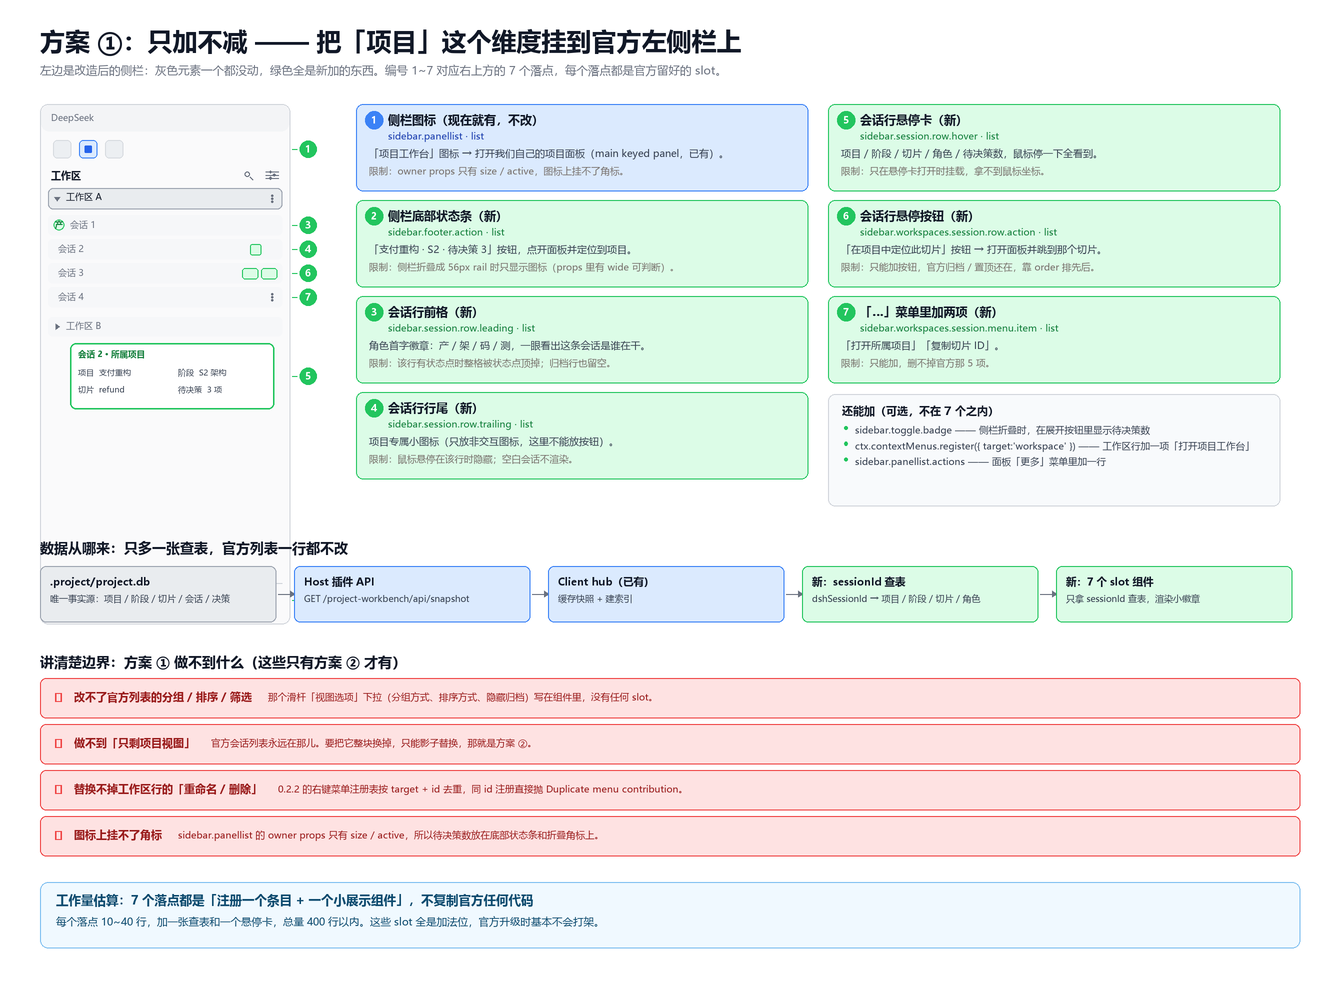 方案 ①：只加不减 —— 把「项目」这个维度挂到官方左侧栏上
左边是改造后的侧栏：灰色元素一个都没动，绿色全是新加的东西。编号 1~7 对应右上方的 7 个落点，每个落点都是官方留好的 slot。
DeepSeek
工作区
工作区 A
产 会话 1
会话 2
会话 3
会话 4
工作区 B
会话 2 · 所属项目
项目 支付重构 阶段 S2 架构
切片 refund 待决策 3 项
1
3
4
6
7
5
1 侧栏图标（现在就有，不改）
sidebar.panellist · list
「项目工作台」图标 → 打开我们自己的项目面板（main keyed panel，已有）。
限制：owner props 只有 size / active，图标上挂不了角标。
2 侧栏底部状态条（新）
sidebar.footer.action · list
「支付重构 · S2 · 待决策 3」按钮，点开面板并定位到项目。
限制：侧栏折叠成 56px rail 时只显示图标（props 里有 wide 可判断）。
3 会话行前格（新）
sidebar.session.row.leading · list
角色首字徽章：产 / 架 / 码 / 测，一眼看出这条会话是谁在干。
限制：该行有状态点时整格被状态点顶掉；归档行也留空。
4 会话行行尾（新）
sidebar.session.row.trailing · list
项目专属小图标（只放非交互图标，这里不能放按钮）。
限制：鼠标悬停在该行时隐藏；空白会话不渲染。
5 会话行悬停卡（新）
sidebar.session.row.hover · list
项目 / 阶段 / 切片 / 角色 / 待决策数，鼠标停一下全看到。
限制：只在悬停卡打开时挂载，拿不到鼠标坐标。
6 会话行悬停按钮（新）
sidebar.workspaces.session.row.action · list
「在项目中定位此切片」按钮 → 打开面板并跳到那个切片。
限制：只能加按钮，官方归档 / 置顶还在，靠 order 排先后。
7 「…」菜单里加两项（新）
sidebar.workspaces.session.menu.item · list
「打开所属项目」「复制切片 ID」。
限制：只能加，删不掉官方那 5 项。
还能加（可选，不在 7 个之内）
• sidebar.toggle.badge —— 侧栏折叠时，在展开按钮里显示待决策数
• ctx.contextMenus.register({ target:'workspace' }) —— 工作区行加一项「打开项目工作台」
• sidebar.panellist.actions —— 面板「更多」菜单里加一行
数据从哪来：只多一张查表，官方列表一行都不改
.project/project.db
唯一事实源：项目 / 阶段 / 切片 / 会话 / 决策
Host 插件 API
GET /project-workbench/api/snapshot
Client hub（已有）
缓存快照 + 建索引
新：sessionId 查表
dshSessionId → 项目 / 阶段 / 切片 / 角色
新：7 个 slot 组件
只拿 sessionId 查表，渲染小徽章
讲清楚边界：方案 ① 做不到什么（这些只有方案 ② 才有）
改不了官方列表的分组 / 排序 / 筛选 那个滑杆「视图选项」下拉（分组方式、排序方式、隐藏归档）写在组件里，没有任何 slot。
做不到「只剩项目视图」 官方会话列表永远在那儿。要把它整块换掉，只能影子替换，那就是方案 ②。
替换不掉工作区行的「重命名 / 删除」 0.2.2 的右键菜单注册表按 target + id 去重，同 id 注册直接抛 Duplicate menu contribution。
图标上挂不了角标 sidebar.panellist 的 owner props 只有 size / active，所以待决策数放在底部状态条和折叠角标上。
工作量估算：7 个落点都是「注册一个条目 + 一个小展示组件」，不复制官方任何代码
每个落点 10~40 行，加一张查表和一个悬停卡，总量 400 行以内。这些 slot 全是加法位，官方升级时基本不会打架。